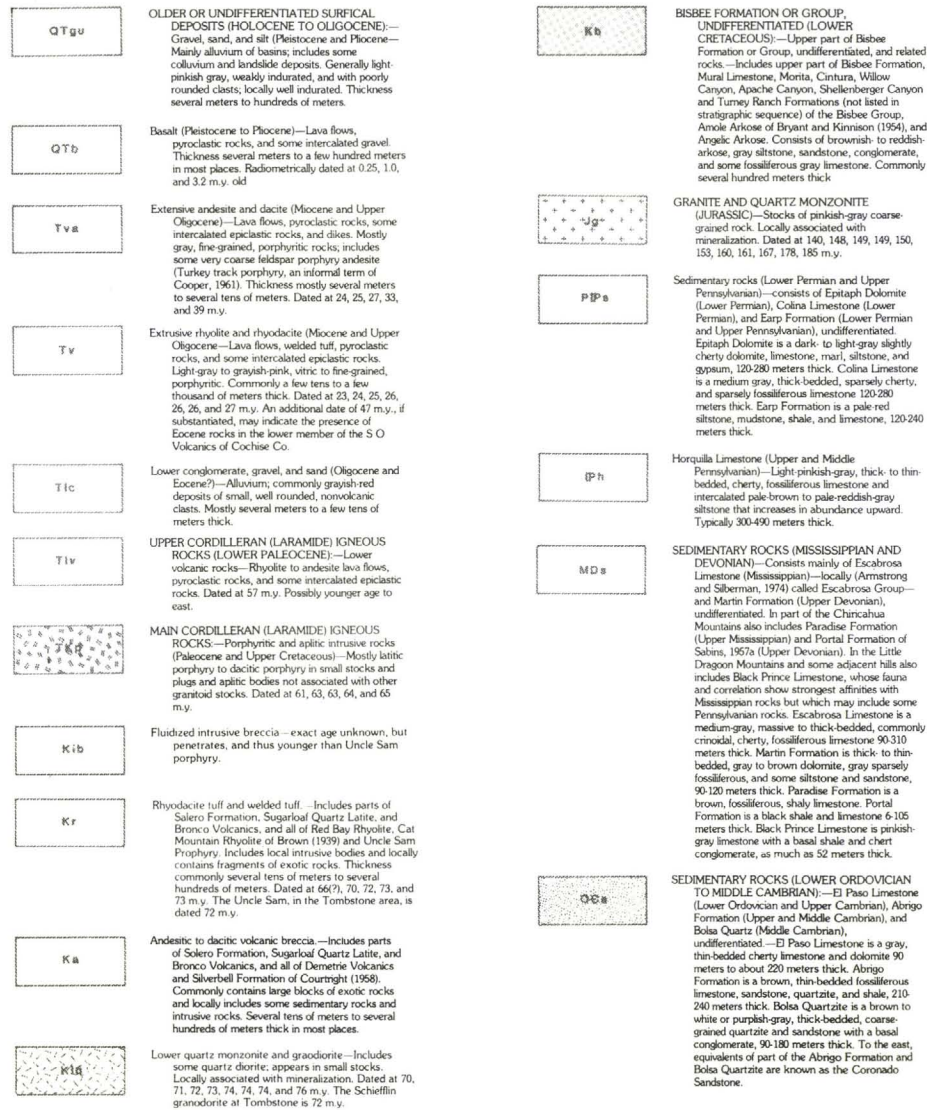 QTgu
OLDER OR UNDIFFERENTIATED SURFICAL
DEPOSITS (HOLOCENE TO OLIGOCENE):—
Gravel, sand, and silt (Pleistocene and Pliocene—
Mainly alluvium of basins; includes some
colluvium and landslide deposits. Generally light-
pinkish gray, weakly indurated, and with poorly
rounded clasts; locally well indurated. Thickness
several meters to hundreds of meters.
QTb
Basalt (Pleistocene to Pliocene)—Lava flows,
pyroclastic rocks, and some intercalated gravel.
Thickness several meters to a few hundred meters
in most places. Radiometrically dated at 0.25, 1.0,
and 3.2 m.y. old
Tva
Extensive andesite and dacite (Miocene and Upper
Oligocene)—Lava flows, pyroclastic rocks, some
intercalated epiclastic rocks, and dikes. Mostly
gray, fine-grained, porphyritic rocks; includes
some very coarse feldspar porphyry andesite
(Turkey track porphyry, an informal term of
Cooper, 1961). Thickness mostly several meters
to several tens of meters. Dated at 24, 25, 27, 33,
and 39 m.y.
Tv
Extrusive rhyolite and rhyodacite (Miocene and Upper
Oligocene—Lava flows, welded tuff, pyroclastic
rocks, and some intercalated epiclastic rocks.
Light-gray to grayish-pink, vitric to fine-grained,
porphyritic. Commonly a few tens to a few
thousand of meters thick. Dated at 23, 24, 25, 26,
26, 26, and 27 m.y. An additional date of 47 m.y., if
substantiated, may indicate the presence of
Eocene rocks in the lower member of the S O
Volcanics of Cochise Co.
Tlc
Lower conglomerate, gravel, and sand (Oligocene and
Eocene?)—Alluvium; commonly grayish-red
deposits of small, well rounded, nonvolcanic
clasts. Mostly several meters to a few tens of
meters thick.
Tlv
UPPER CORDILLERAN (LARAMIDE) IGNEOUS
ROCKS (LOWER PALEOCENE):—Lower
volcanic rocks—Rhyolite to andesite lava flows,
pyroclastic rocks, and some intercalated epiclastic
rocks. Dated at 57 m.y. Possibly younger age to
east.
MAIN CORDILLERAN (LARAMIDE) IGNEOUS
ROCKS:—Porphyritic and aplitic intrusive rocks
(Paleocene and Upper Cretaceous)—Mostly latitic
porphyry to dacitic porphyry in small stocks and
plugs and aplitic bodies not associated with other
granitoid stocks. Dated at 61, 63, 63, 64, and 65
m.y.
Kib
Fluidized intrusive breccia—exact age unknown, but
penetrates, and thus younger than Uncle Sam
porphyry.
Kr
Rhyodacite tuff and welded tuff.—Includes parts of
Salero Formation, Sugarloaf Quartz Latite, and
Bronco Volcanics, and all of Red Bay Rhyolite, Cat
Mountain Rhyolite of Brown (1939) and Uncle Sam
Prophyry. Includes local intrusive bodies and locally
contains fragments of exotic rocks. Thickness
commonly several tens of meters to several
hundreds of meters. Dated at 66(?), 70, 72, 73, and
73 m.y. The Uncle Sam, in the Tombstone area, is
dated 72 m.y.
Ka
Andesitic to dacitic volcanic breccia.—Includes parts
of Solero Formation, Sugarloaf Quartz Latite, and
Bronco Volcanics, and all of Demetrie Volcanics
and Silverbell Formation of Courtright (1958).
Commonly contains large blocks of exotic rocks
and locally includes some sedimentary rocks and
intrusive rocks. Several tens of meters to several
hundreds of meters thick in most places.
Lower quartz monzonite and graodiorite—Includes
some quartz diorite; appears in small stocks.
Locally associated with mineralization. Dated at 70,
71, 72, 73, 74, 74, 74, and 76 m.y. The Schiefflin
granodorite at Tombstone is 72 m.y.
Kb
BISBEE FORMATION OR GROUP,
UNDIFFERENTIATED (LOWER
CRETACEOUS):—Upper part of Bisbee
Formation or Group, undifferentiated, and related
rocks.—Includes upper part of Bisbee Formation,
Mural Limestone, Morita, Cintura, Willow
Canyon, Apache Canyon, Shellenberger Canyon
and Turney Ranch Formations (not listed in
stratigraphic sequence) of the Bisbee Group,
Amole Arkose of Bryant and Kinnison (1954), and
Angelic Arkose. Consists of brownish- to reddish-
arkose, gray siltstone, sandstone, conglomerate,
and some fossiliferous gray limestone. Commonly
several hundred meters thick
Jg
GRANITE AND QUARTZ MONZONITE
(JURASSIC)—Stocks of pinkish-gray coarse-
grained rock. Locally associated with
mineralization. Dated at 140, 148, 149, 149, 150,
153, 160, 161, 167, 178, 185 m.y.
PIPs
Sedimentary rocks (Lower Permian and Upper
Pennsylvanian)—consists of Epitaph Dolomite
(Lower Permian), Colina Limestone (Lower
Permian), and Earp Formation (Lower Permian
and Upper Pennsylvanian), undifferentiated.
Epitaph Dolomite is a dark- to light-gray slightly
cherty dolomite, limestone, marl, siltstone, and
gypsum, 120-280 meters thick. Colina Limestone
is a medium gray, thick-bedded, sparsely cherty,
and sparsely fossiliferous limestone 120-280
meters thick. Earp Formation is a pale-red
siltstone, mudstone, shale, and limestone, 120-240
meters thick.
IPh
Horquilla Limestone (Upper and Middle
Pennsylvanian)—Light-pinkish-gray, thick- to thin-
bedded, cherty, fossiliferous limestone and
intercalated pale-brown to pale-reddish-gray
siltstone that increases in abundance upward.
Typically 300-490 meters thick.
MDs
SEDIMENTARY ROCKS (MISSISSIPPIAN AND
DEVONIAN)—Consists mainly of Escabrosa
Limestone (Mississippian)—locally (Armstrong
and Silberman, 1974) called Escabrosa Group—
and Martin Formation (Upper Devonian),
undifferentiated. In part of the Chiricahua
Mountains also includes Paradise Formation
(Upper Mississippian) and Portal Formation of
Sabins, 1957a (Upper Devonian). In the Little
Dragoon Mountains and some adjacent hills also
includes Black Prince Limestone, whose fauna
and correlation show strongest affinities with
Mississippian rocks but which may include some
Pennsylvanian rocks. Escabrosa Limestone is a
medium-gray, massive to thick-bedded, commonly
crinoidal, cherty, fossiliferous limestone 90-310
meters thick. Martin Formation is thick- to thin-
bedded, gray to brown dolomite, gray sparsely
fossiliferous, and some siltstone and sandstone,
90-120 meters thick. Paradise Formation is a
brown, fossiliferous, shaly limestone. Portal
Formation is a black shale and limestone 6-105
meters thick. Black Prince Limestone is pinkish-
gray limestone with a basal shale and chert
conglomerate, as much as 52 meters thick.
SEDIMENTARY ROCKS (LOWER ORDOVICIAN
TO MIDDLE CAMBRIAN):—El Paso Limestone
(Lower Ordovician and Upper Cambrian), Abrigo
Formation (Upper and Middle Cambrian), and
Bolsa Quartz (Middle Cambrian),
undifferentiated.—El Paso Limestone is a gray,
thin-bedded cherty limestone and dolomite 90
meters to about 220 meters thick. Abrigo
Formation is a brown, thin-bedded fossiliferous
limestone, sandstone, quartzite, and shale, 210-
240 meters thick. Bolsa Quartzite is a brown to
white or purplish-gray, thick-bedded, coarse-
grained quartzite and sandstone with a basal
conglomerate, 90-180 meters thick. To the east,
equivalents of part of the Abrigo Formation and
Bolsa Quartzite are known as the Coronado
Sandstone.